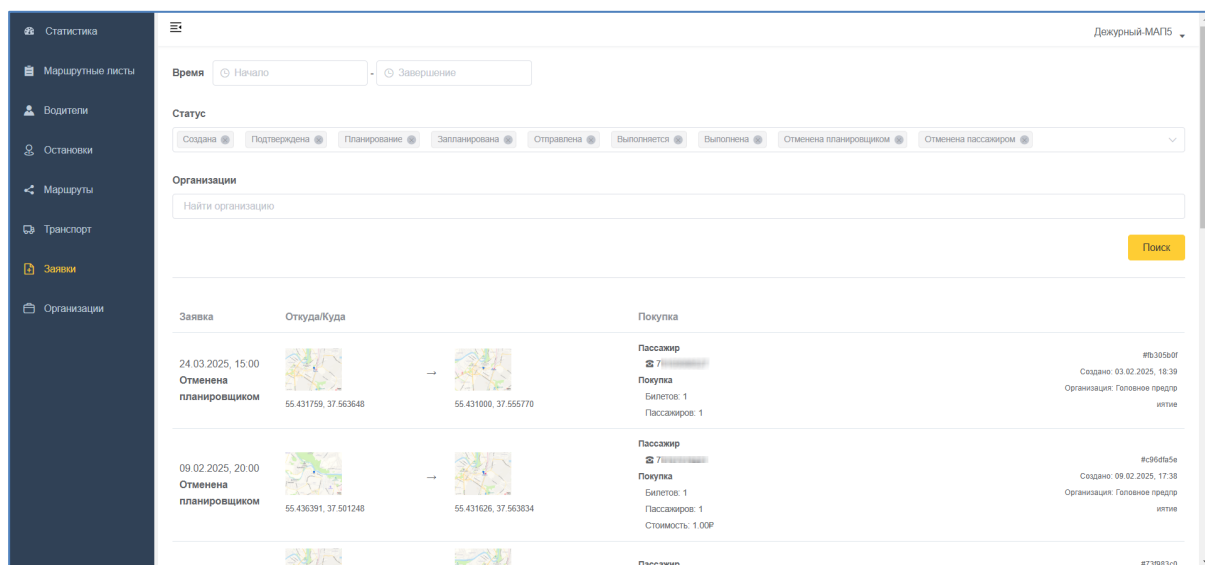 Статистика
Маршрутные листы
Водители
Остановки
Маршруты
Транспорт
Заявки
Организации
Дежурный-МАП5
Время Начало - Завершение
Статус
Создана Подтверждена Планирование Запланирована Отправлена Выполняется Выполнена Отменена планировщиком Отменена пассажиром
Организации
Найти организацию
Поиск
Заявка Откуда/Куда Покупка
24.03.2025, 15:00
Отменена
планировщиком
55.431759, 37.563648 → 55.431000, 37.555770
Пассажир
☎ 7
Покупка
Билетов: 1
Пассажиров: 1
#fb305b0f
Создано: 03.02.2025, 18:39
Организация: Головное предпр
иятие
09.02.2025, 20:00
Отменена
планировщиком
55.436391, 37.501248 → 55.431626, 37.563834
Пассажир
☎ 7
Покупка
Билетов: 1
Пассажиров: 1
Стоимость: 1.00₽
#c96dfa5e
Создано: 09.02.2025, 17:38
Организация: Головное предпр
иятие
Пассажир
#73f983c0